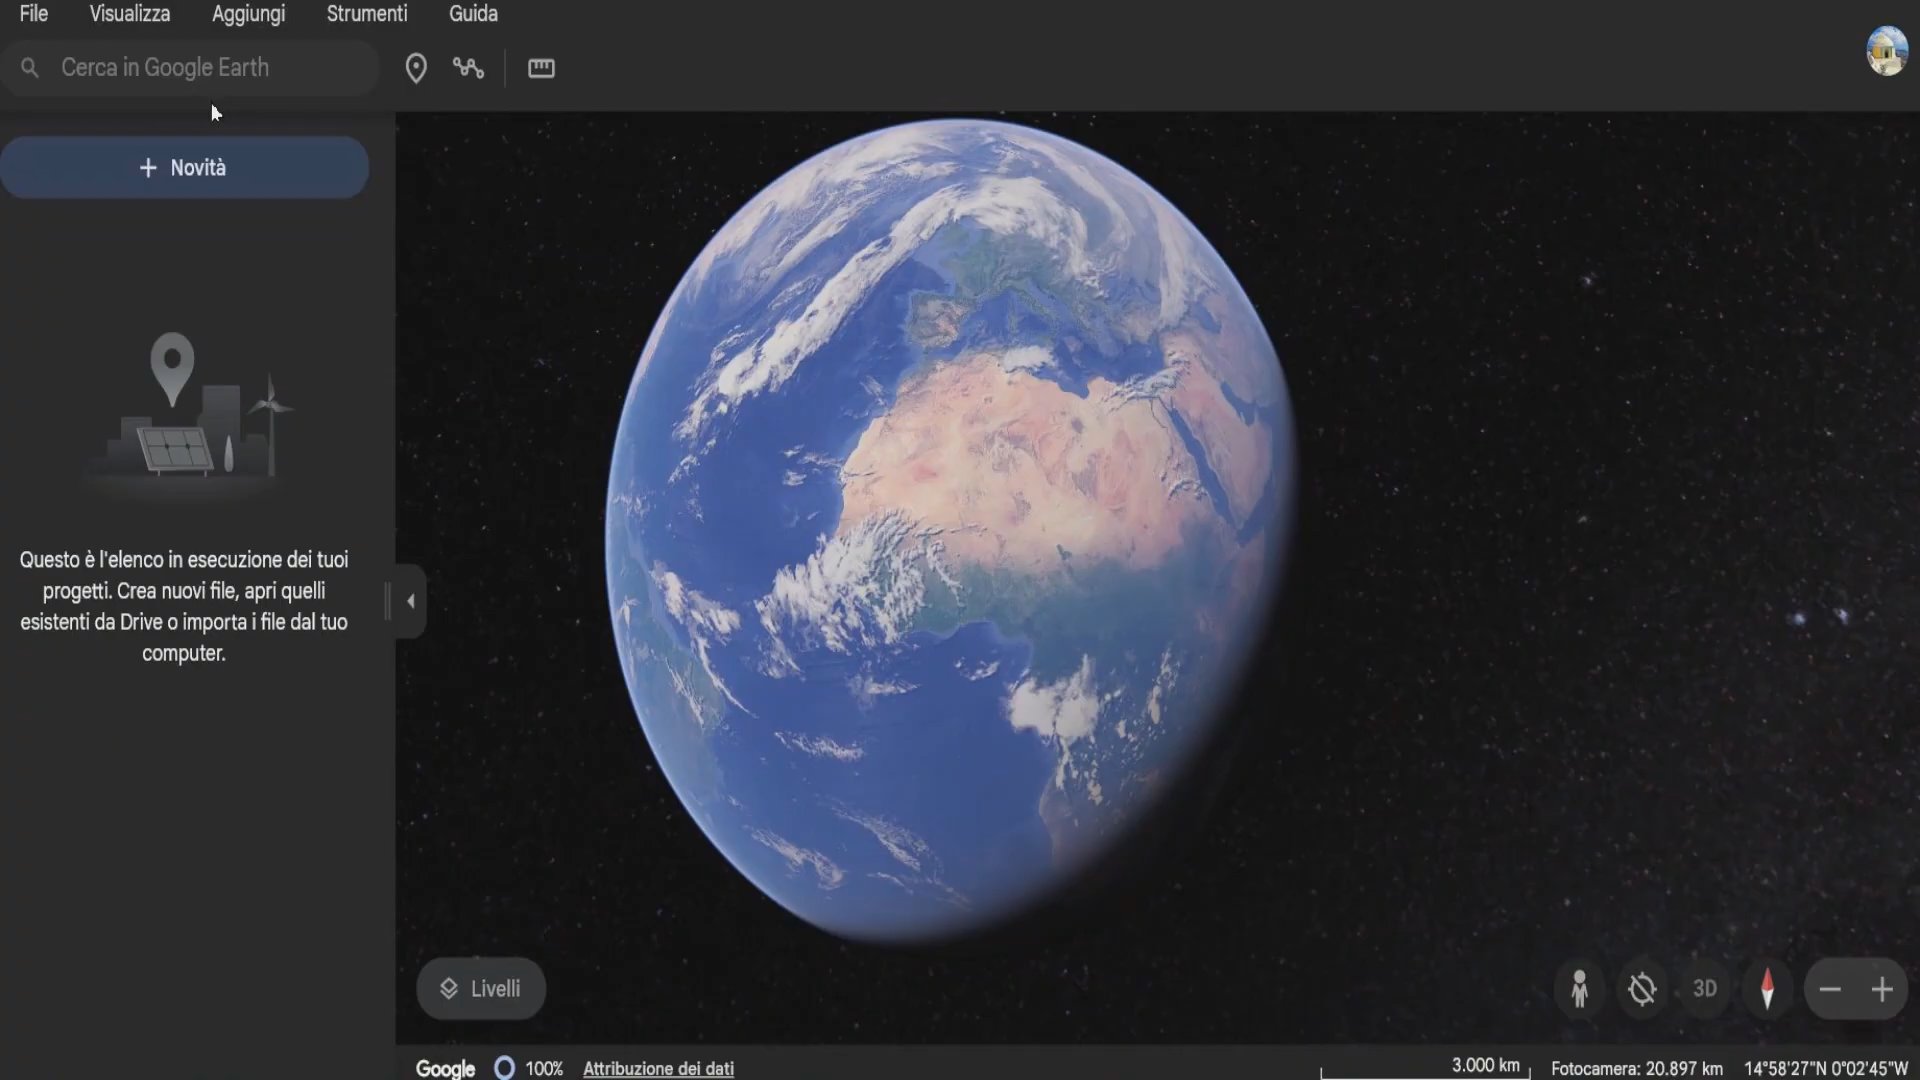 File Visualizza Aggiungi Strumenti Guida
Cerca in Google Earth
+ Novità
Questo è l'elenco in esecuzione dei tuoi
progetti. Crea nuovi file, apri quelli
esistenti da Drive o importa i file dal tuo
computer.
Livelli
3D
Google 100% Attribuzione dei dati 3.000 km Fotocamera: 20.897 km 14°58'27"N 0°02'45"W